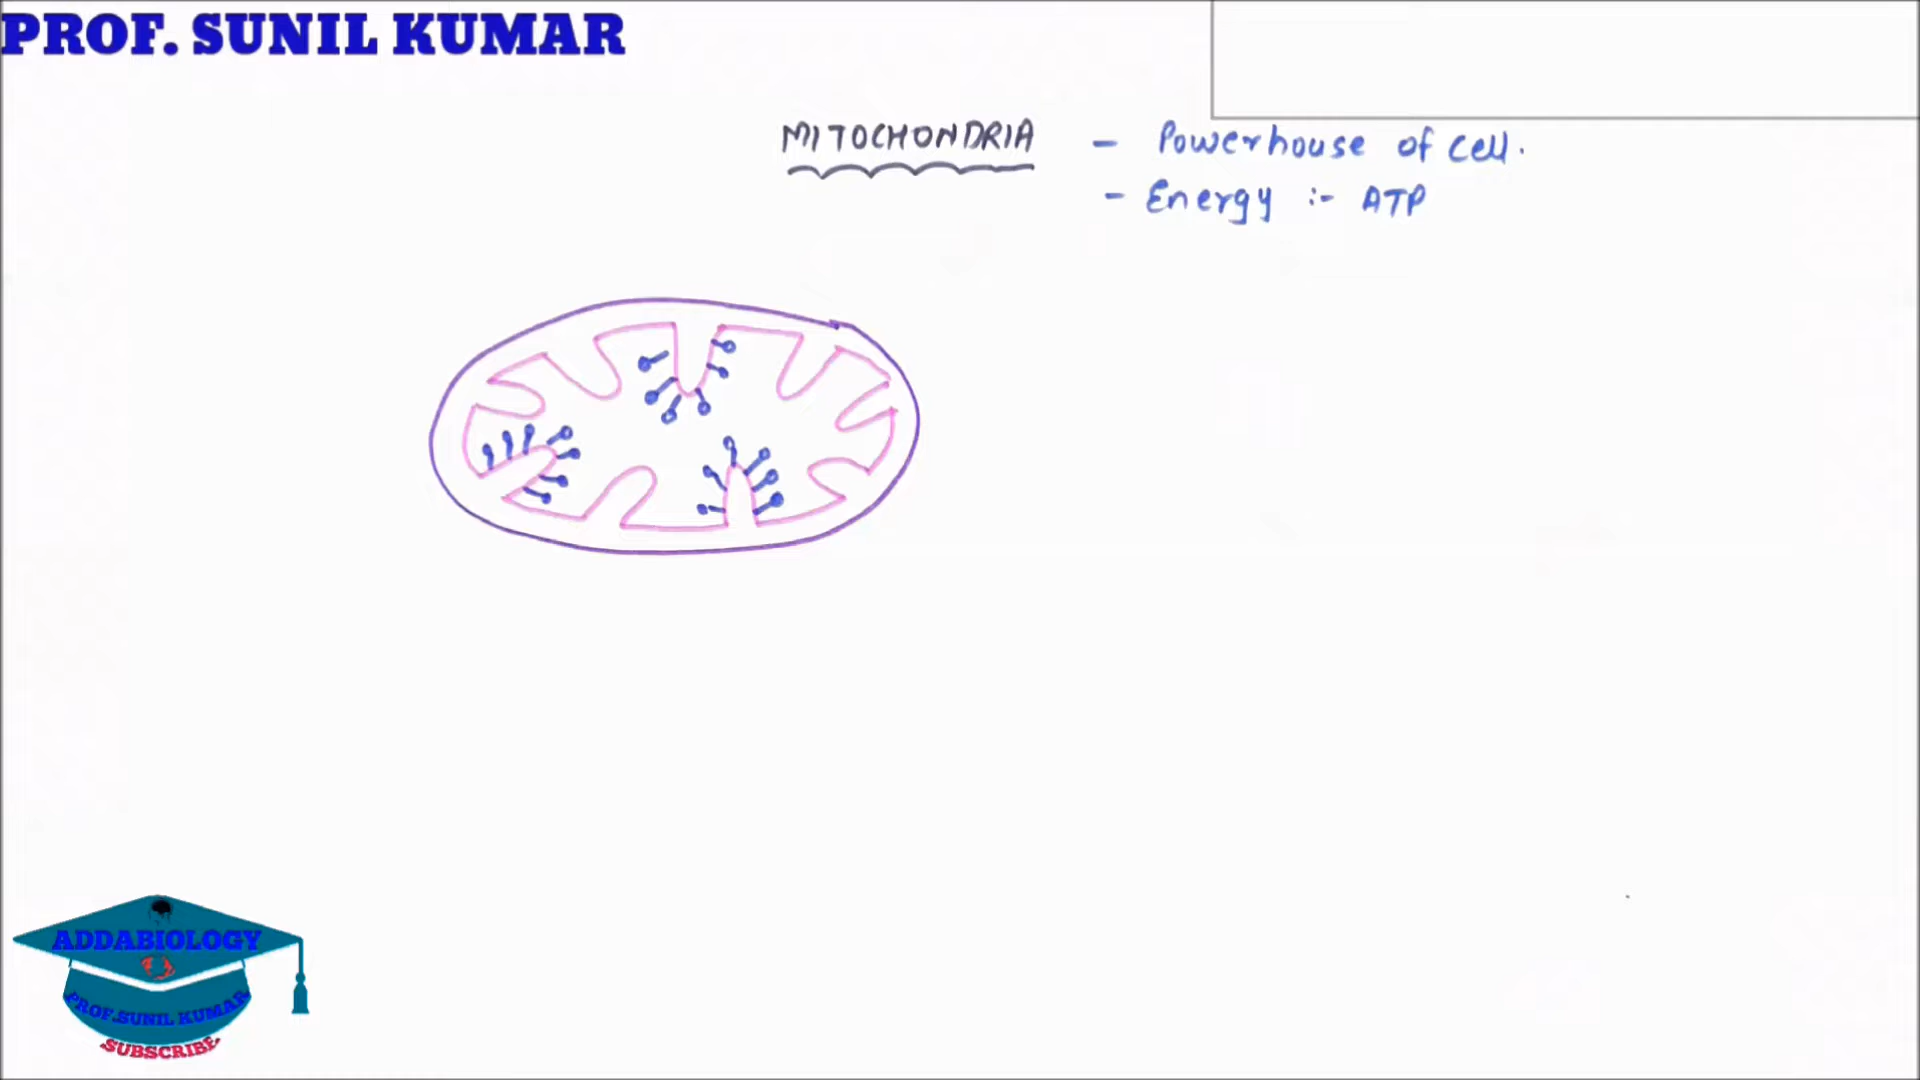 PROF. SUNIL KUMAR
MITOCHONDRIA - Powerhouse of cell.
- Energy :- ATP
ADDABIOLOGY
PROF.SUNIL KUMAR
SUBSCRIBE